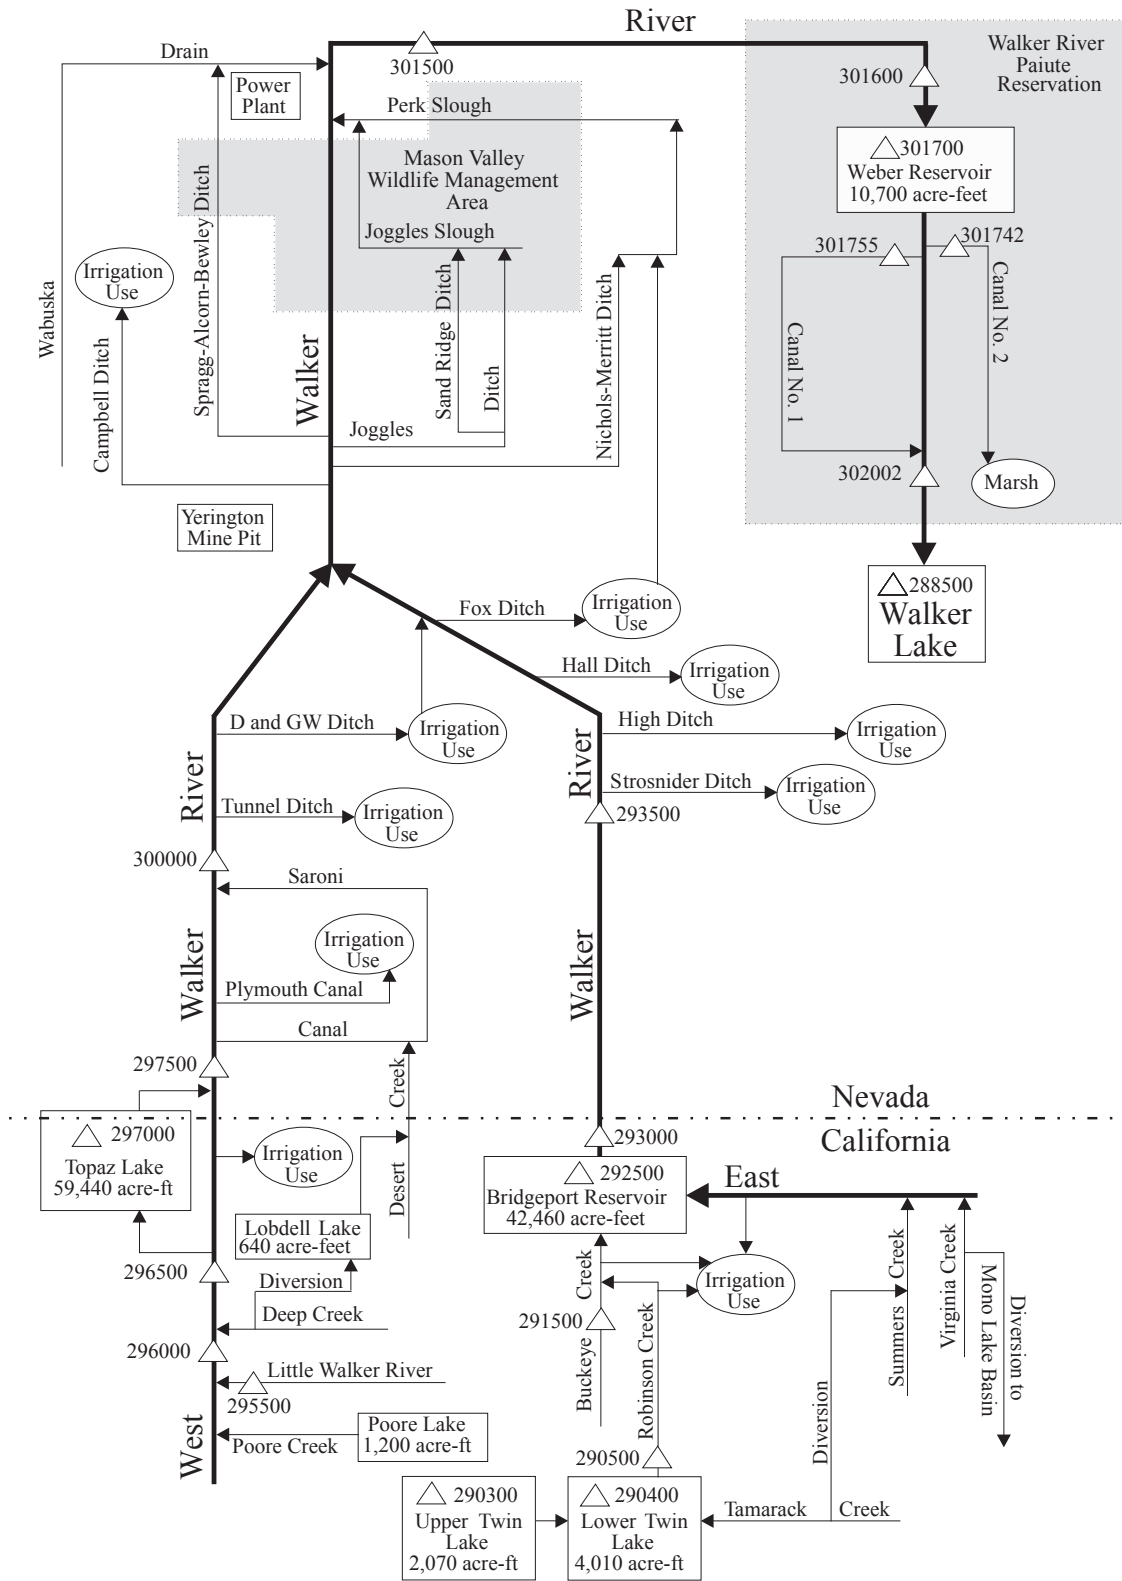 River
Drain
301500
Walker River
Paiute
Reservation
301600
Power
Plant
Perk Slough
301700
Weber Reservoir
10,700 acre-feet
Mason Valley
Wildlife Management
Area
Joggles Slough
301755
301742
Irrigation
Use
Wabuska
Campbell Ditch
Spragg-Alcorn-Bewley Ditch
Walker
Sand Ridge Ditch
Ditch
Nichols-Merritt Ditch
Canal No. 1
Canal No. 2
Joggles
302002
Marsh
Yerington
Mine Pit
288500
Walker
Lake
Fox Ditch
Irrigation
Use
Hall Ditch
Irrigation
Use
D and GW Ditch
Irrigation
Use
High Ditch
Irrigation
Use
River
River
Strosnider Ditch
Irrigation
Use
Tunnel Ditch
Irrigation
Use
293500
300000
Saroni
Walker
Irrigation
Use
Walker
Plymouth Canal
Canal
297500
Creek
Nevada
297000
Topaz Lake
59,440 acre-ft
Irrigation
Use
293000
California
292500
Bridgeport Reservoir
42,460 acre-feet
East
Desert
Lobdell Lake
640 acre-feet
296500
Diversion
Deep Creek
Creek
Irrigation
Use
Creek
Virginia Creek
Mono Lake Basin
Diversion to
291500
Buckeye
Robinson Creek
Summers
296000
Little Walker River
295500
West
Poore Creek
Poore Lake
1,200 acre-ft
Diversion
290500
290300
Upper Twin
Lake
2,070 acre-ft
290400
Lower Twin
Lake
4,010 acre-ft
Tamarack Creek